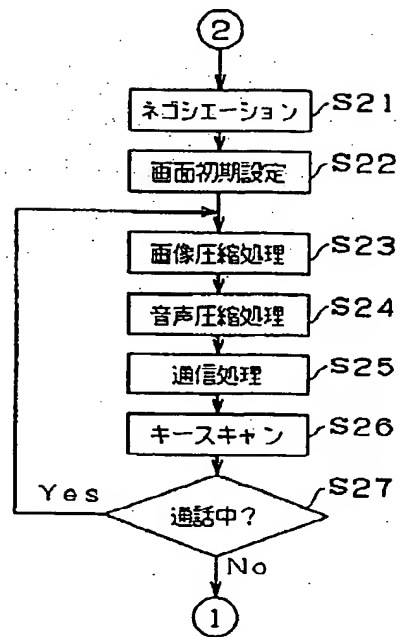 2
ネゴシエーション S21
画面初期設定 S22
画像圧縮処理 S23
音声圧縮処理 S24
通信処理 S25
キースキャン S26
Yes 通話中? S27
No
1